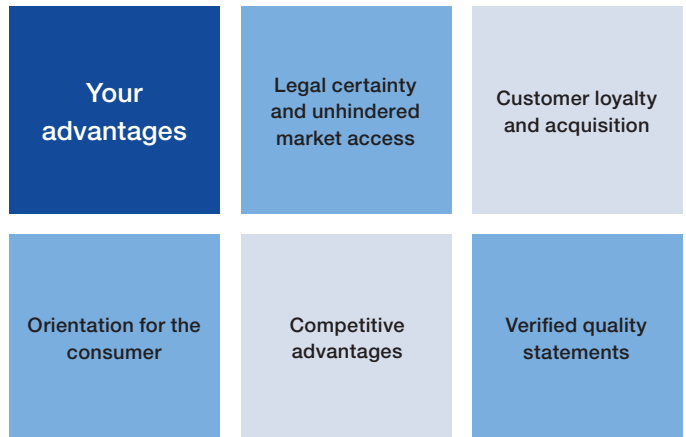 Your
advantages
Legal certainty
and unhindered
market access
Customer loyalty
and acquisition
Orientation for the
consumer
Competitive
advantages
Verified quality
statements